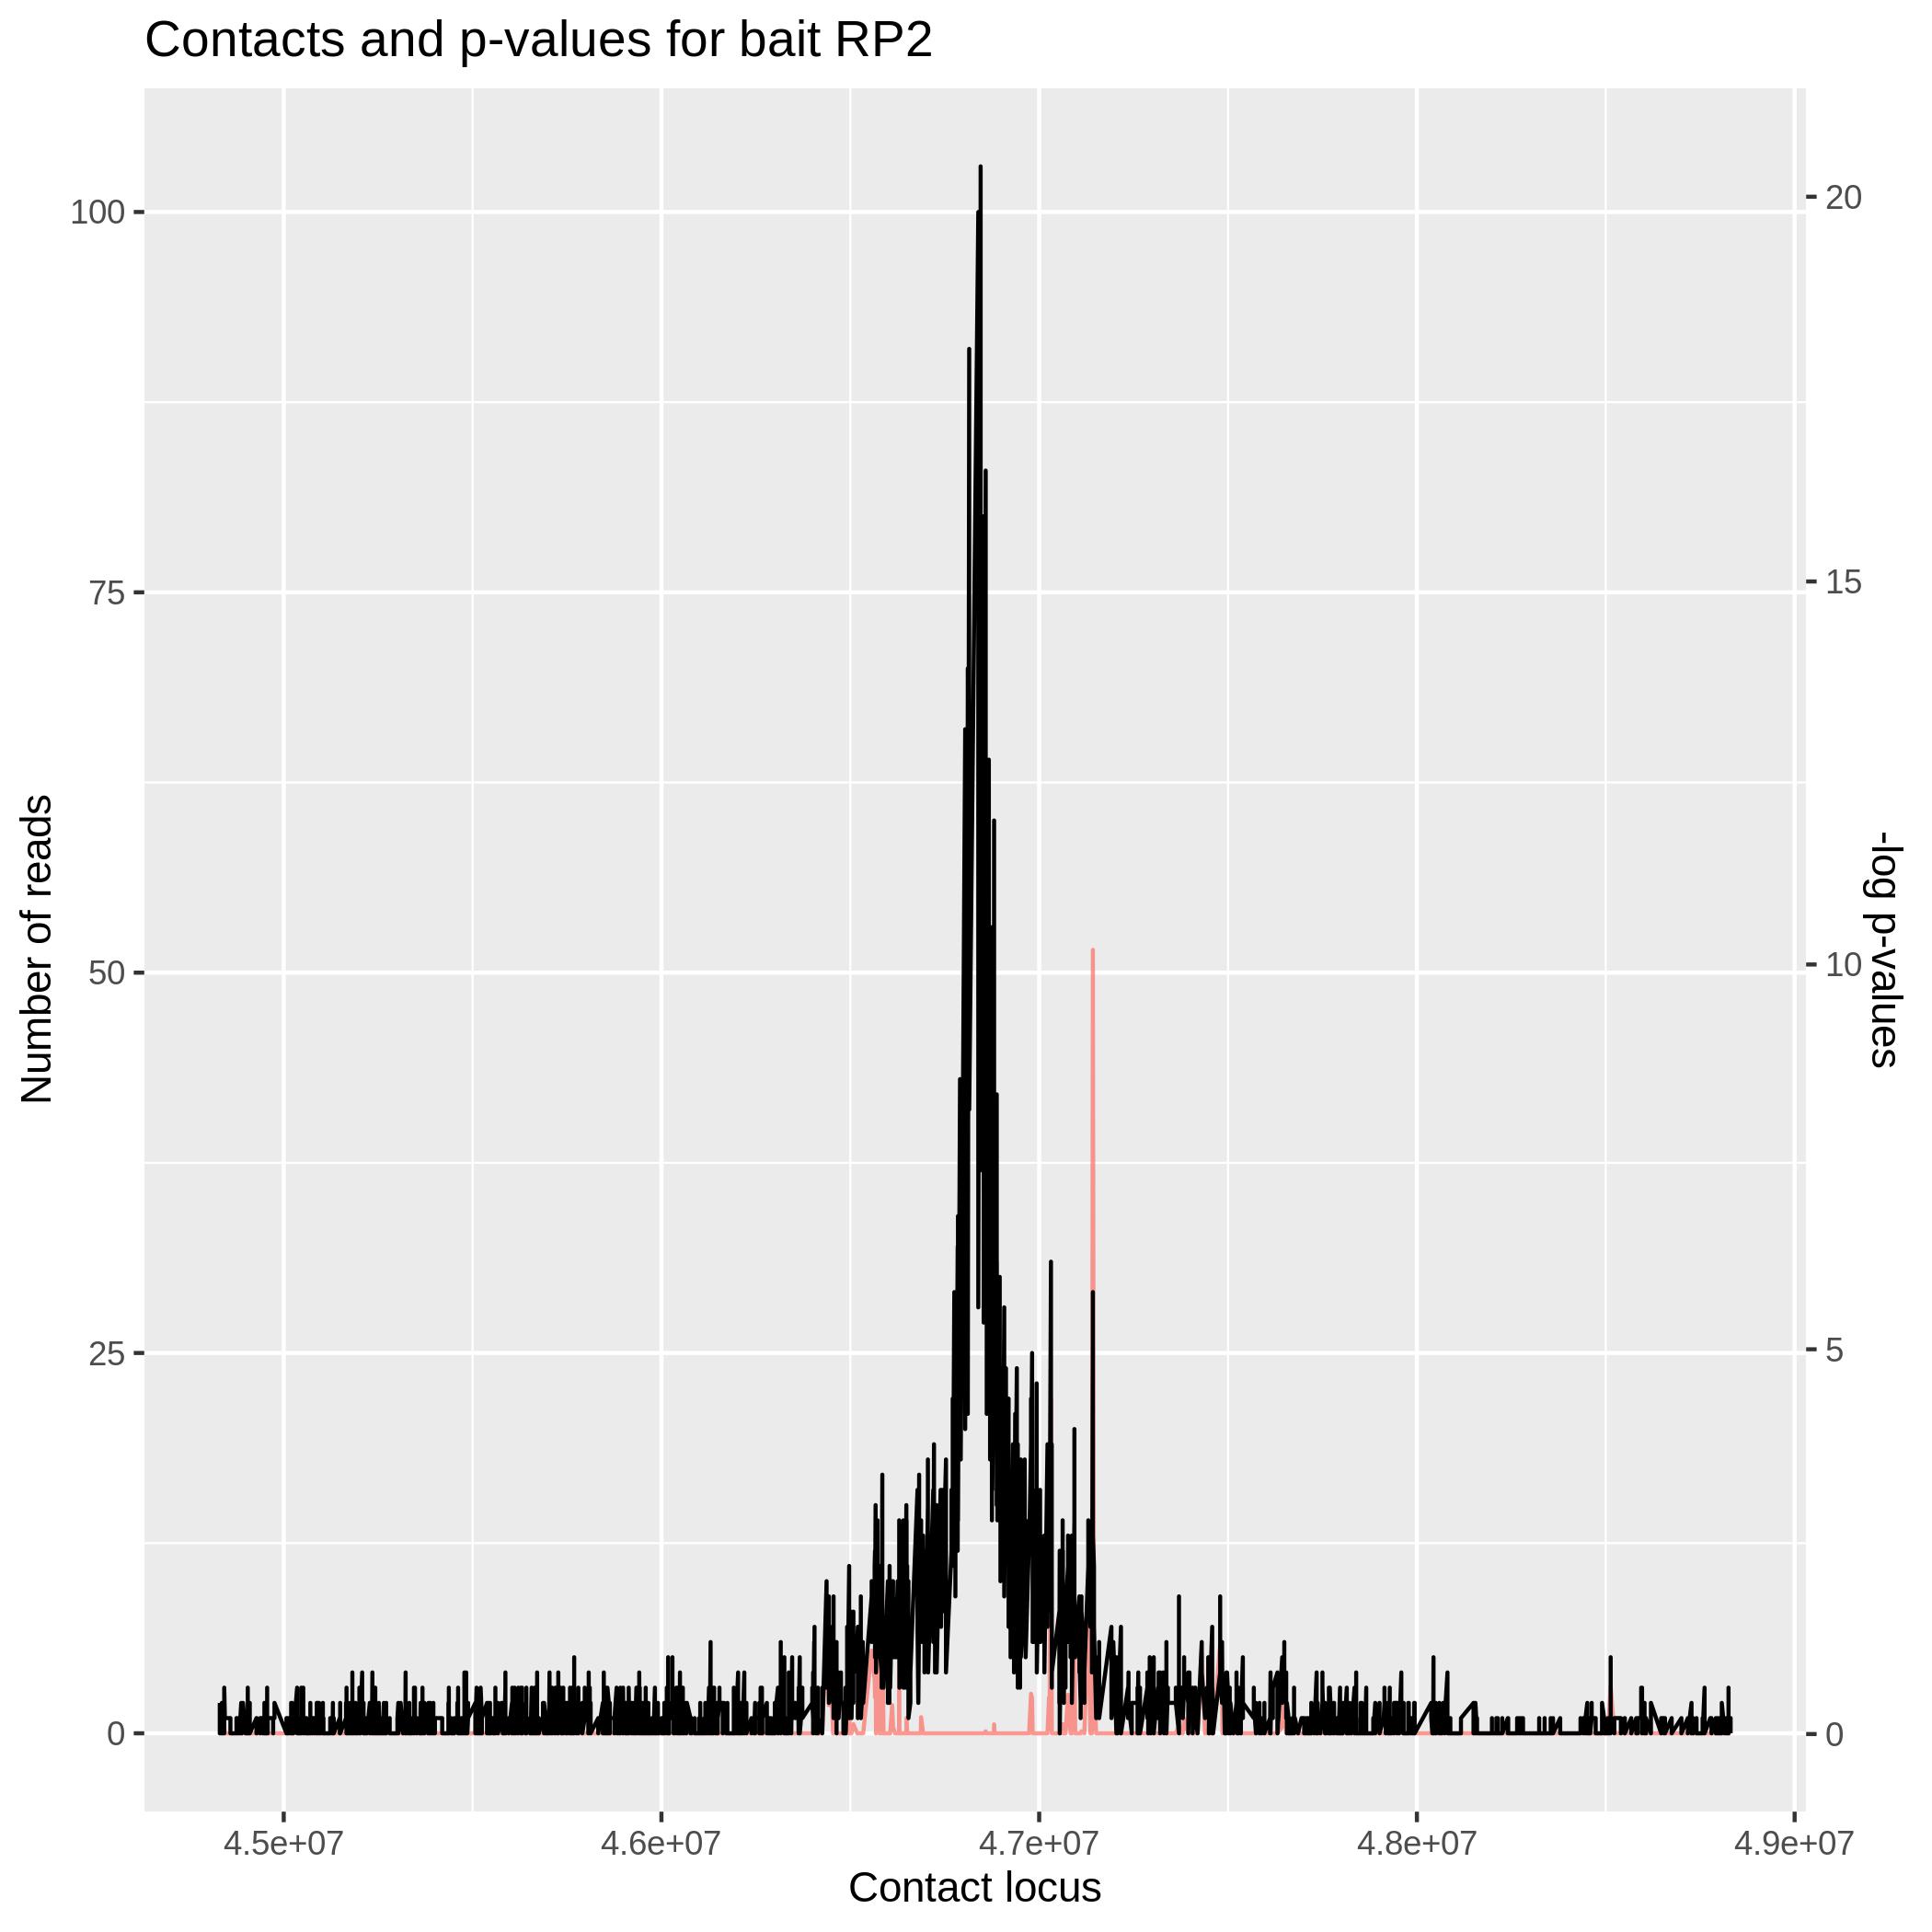 Contacts and p-values for bait RP2
Number of reads
100
75
50
25
0
20
15
10
5
0
-log p-values
4.5e+07
4.6e+07
4.7e+07
4.8e+07
4.9e+07
Contact locus